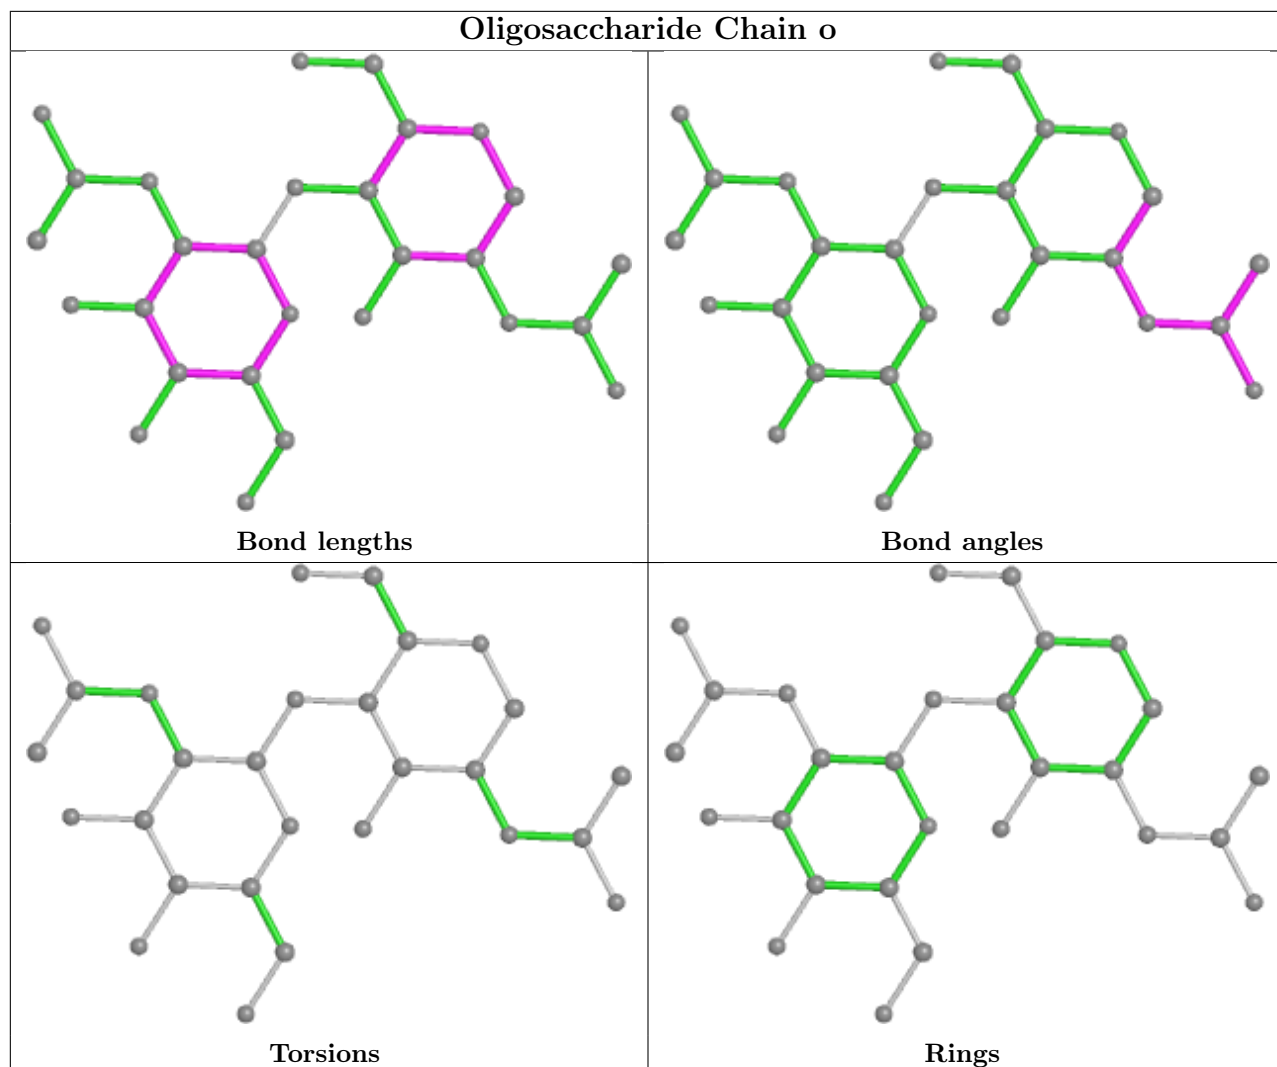 Oligosaccharide Chain o
Bond lengths
Bond angles
Torsions
Rings